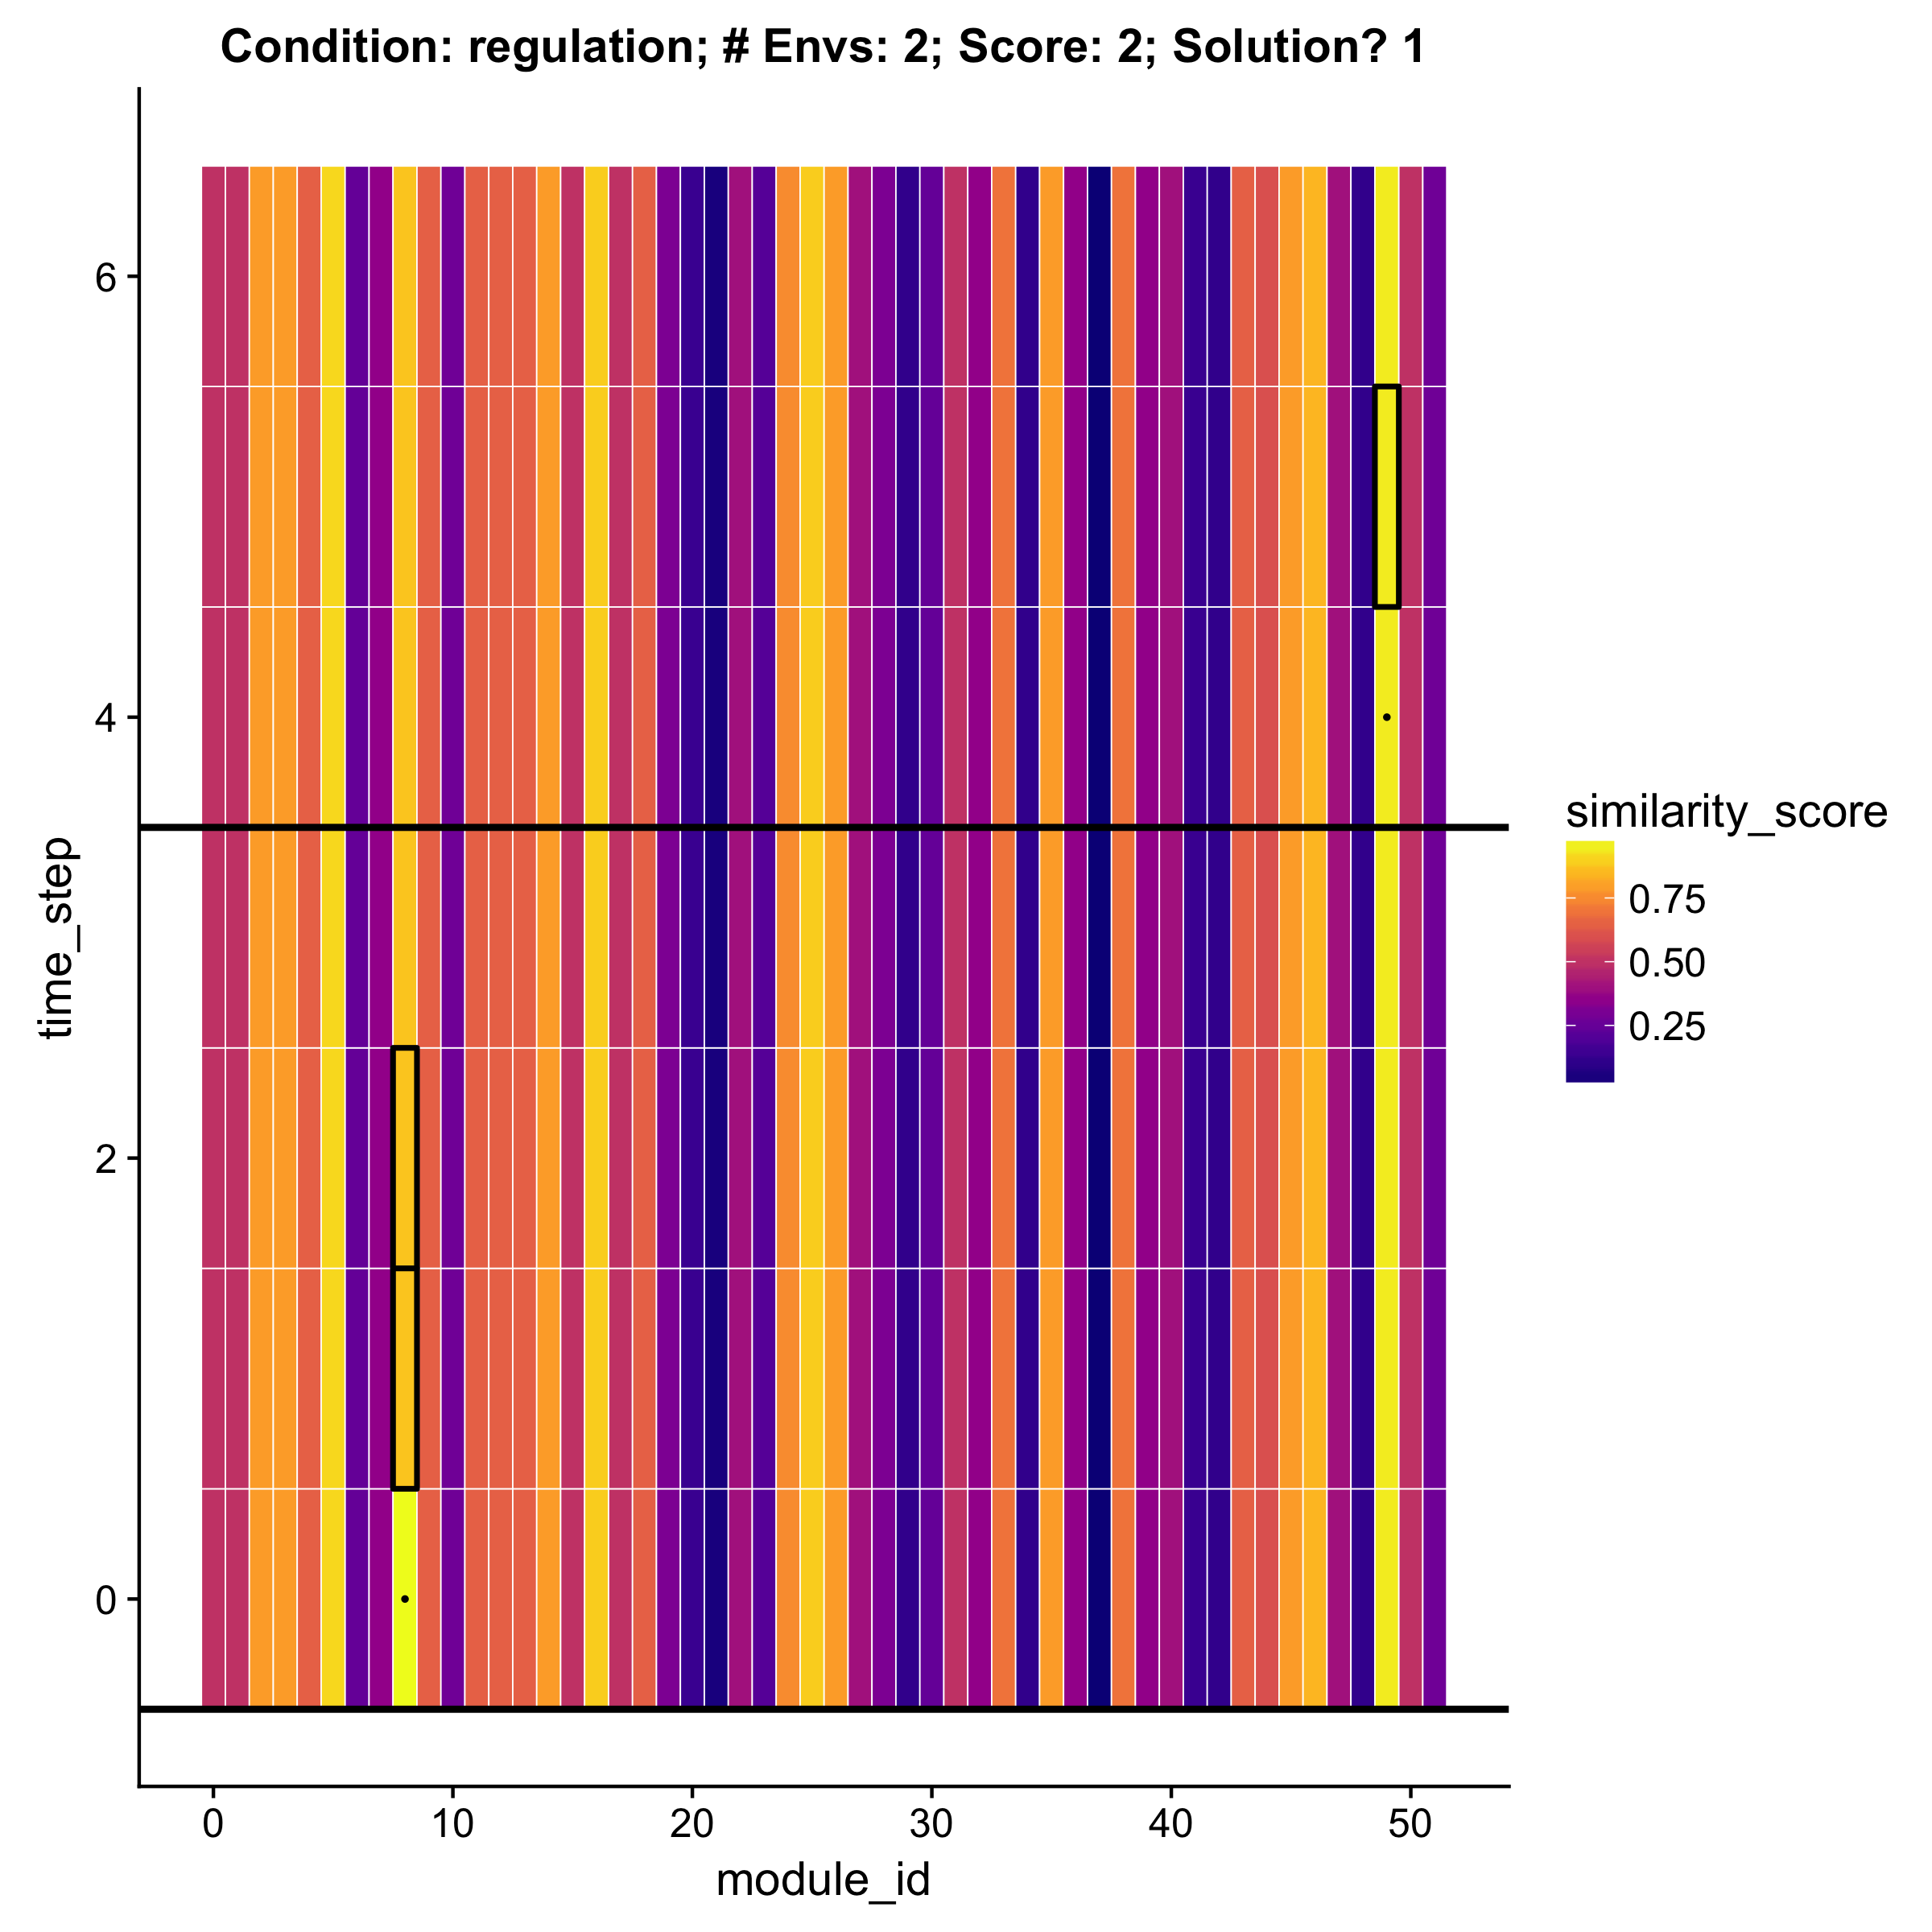 Condition: regulation; # Envs: 2; Score: 2; Solution? 1
time_step
6
4
2
0
0 10 20 30 40 50
module_id
similarity_score
0.75
0.50
0.25